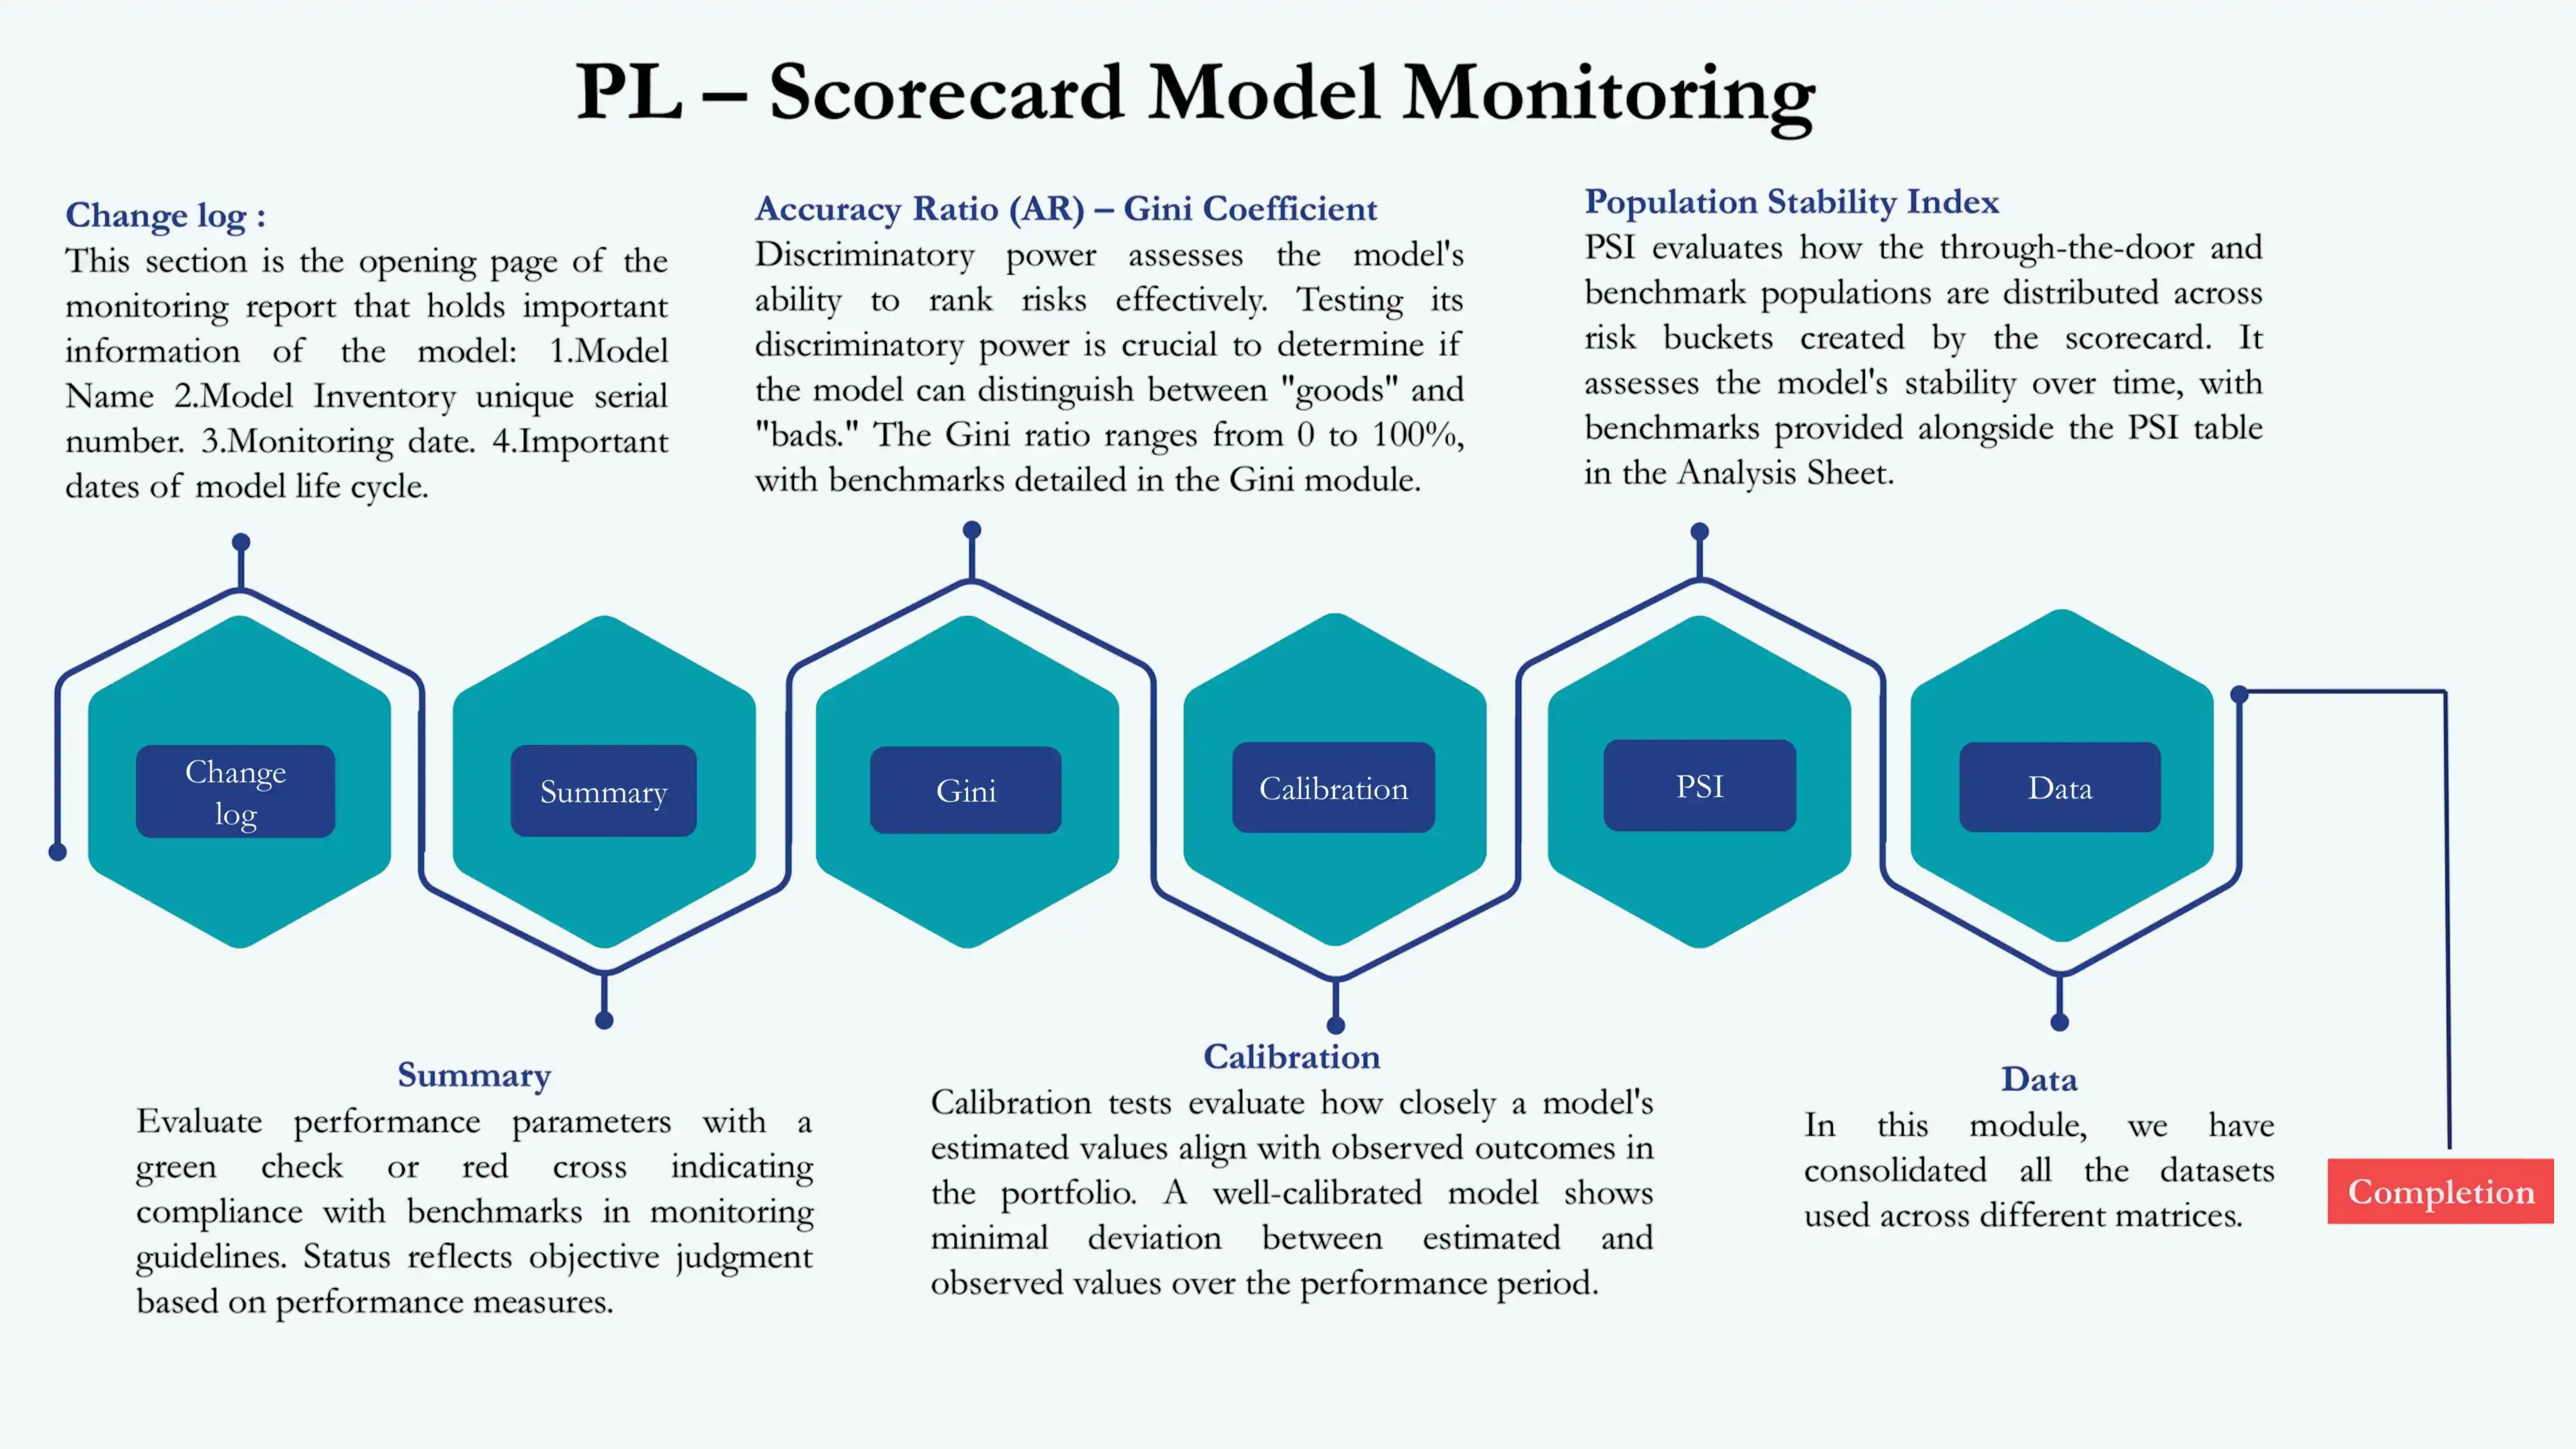 PL – Scorecard Model Monitoring
Change log :
This section is the opening page of the
monitoring report that holds important
information of the model: 1.Model
Name 2.Model Inventory unique serial
number. 3.Monitoring date. 4.Important
dates of model life cycle.
Accuracy Ratio (AR) – Gini Coefficient
Discriminatory power assesses the model's
ability to rank risks effectively. Testing its
discriminatory power is crucial to determine if
the model can distinguish between "goods" and
"bads." The Gini ratio ranges from 0 to 100%,
with benchmarks detailed in the Gini module.
Population Stability Index
PSI evaluates how the through-the-door and
benchmark populations are distributed across
risk buckets created by the scorecard. It
assesses the model's stability over time, with
benchmarks provided alongside the PSI table
in the Analysis Sheet.
Change
log
Summary
Gini
Calibration
PSI
Data
Summary
Evaluate performance parameters with a
green check or red cross indicating
compliance with benchmarks in monitoring
guidelines. Status reflects objective judgment
based on performance measures.
Calibration
Calibration tests evaluate how closely a model's
estimated values align with observed outcomes in
the portfolio. A well-calibrated model shows
minimal deviation between estimated and
observed values over the performance period.
Data
In this module, we have
consolidated all the datasets
used across different matrices.
Completion